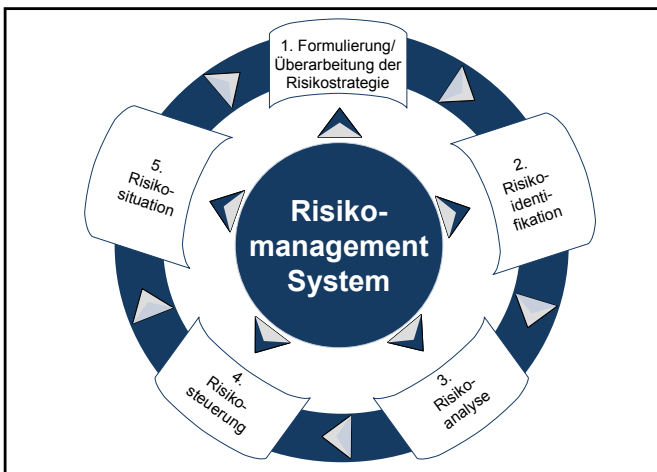 1. Formulierung/
Überarbeitung der
Risikostrategie
2.
Risiko-
identi-
fikation
3.
Risiko-
analyse
4.
Risiko-
steuerung
5.
Risiko-
situation
Risiko-
management
System